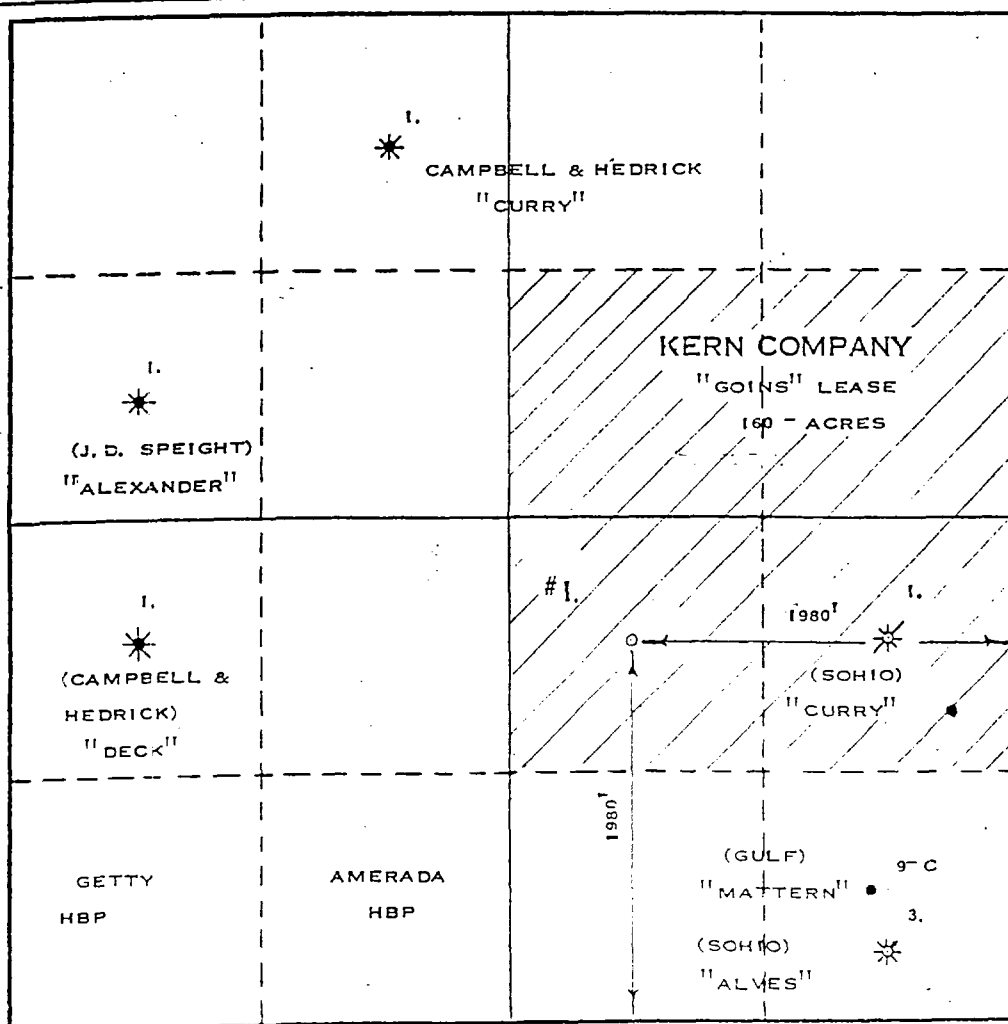 1.
CAMPBELL & HEDRICK
"CURRY"
KERN COMPANY
"GOINS" LEASE
160 - ACRES
1.
(J. D. SPEIGHT)
"ALEXANDER"
1.
(CAMPBELL &
HEDRICK)
"DECK"
#1.
1980'
1.
(SOHIO)
"CURRY"
1980'
GETTY
HBP
AMERADA
HBP
(GULF)
"MATTERN"
9-C
3.
(SOHIO)
"ALVES"